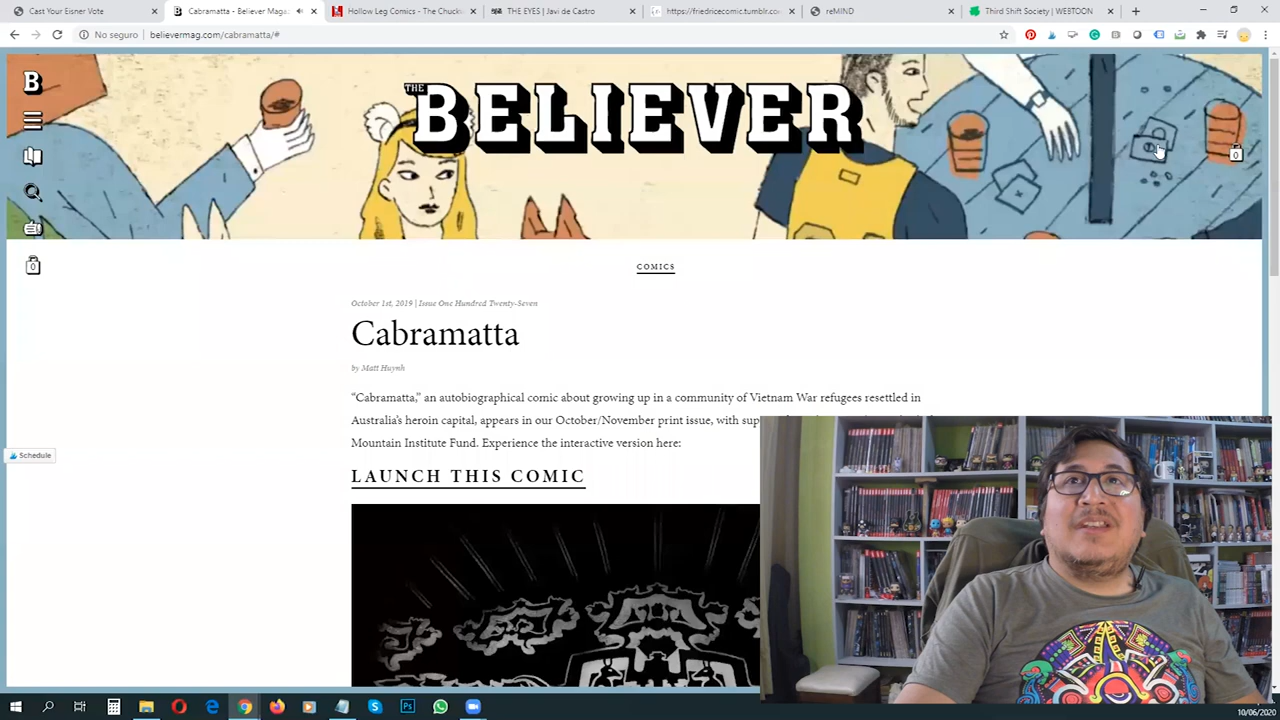 Cast Your Eisner Vote
Cabramatta - Believer Maga
Hollow Leg Comics - The Chuck
THE EYES | Javi de Castro
https://friedricecomic.tumblr.co
reMIND
Third Shift Society | WEBTOON
No seguro | believermag.com/cabramatta/#
B
THE BELIEVER
0
0
COMICS
October 1st, 2019 | Issue One Hundred Twenty-Seven
Cabramatta
by Matt Huynh
“Cabramatta,” an autobiographical comic about growing up in a community of Vietnam War refugees resettled in
Australia’s heroin capital, appears in our October/November print issue, with
Mountain Institute Fund. Experience the interactive version here:
Schedule
LAUNCH THIS COMIC
10/06/2020